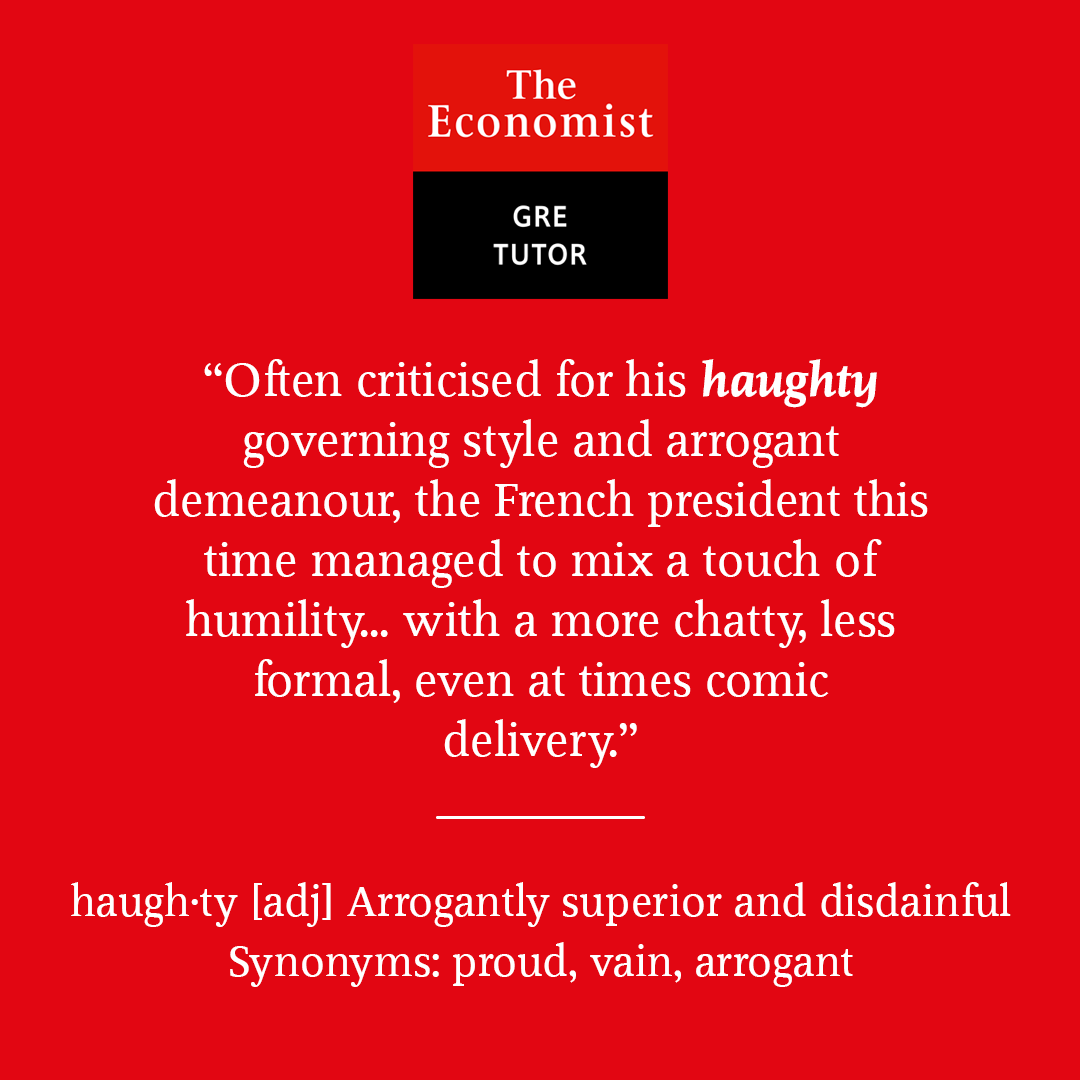 The
Economist
GRE
TUTOR
“Often criticised for his haughty
governing style and arrogant
demeanour, the French president this
time managed to mix a touch of
humility... with a more chatty, less
formal, even at times comic
delivery.”
haugh·ty [adj] Arrogantly superior and disdainful
Synonyms: proud, vain, arrogant